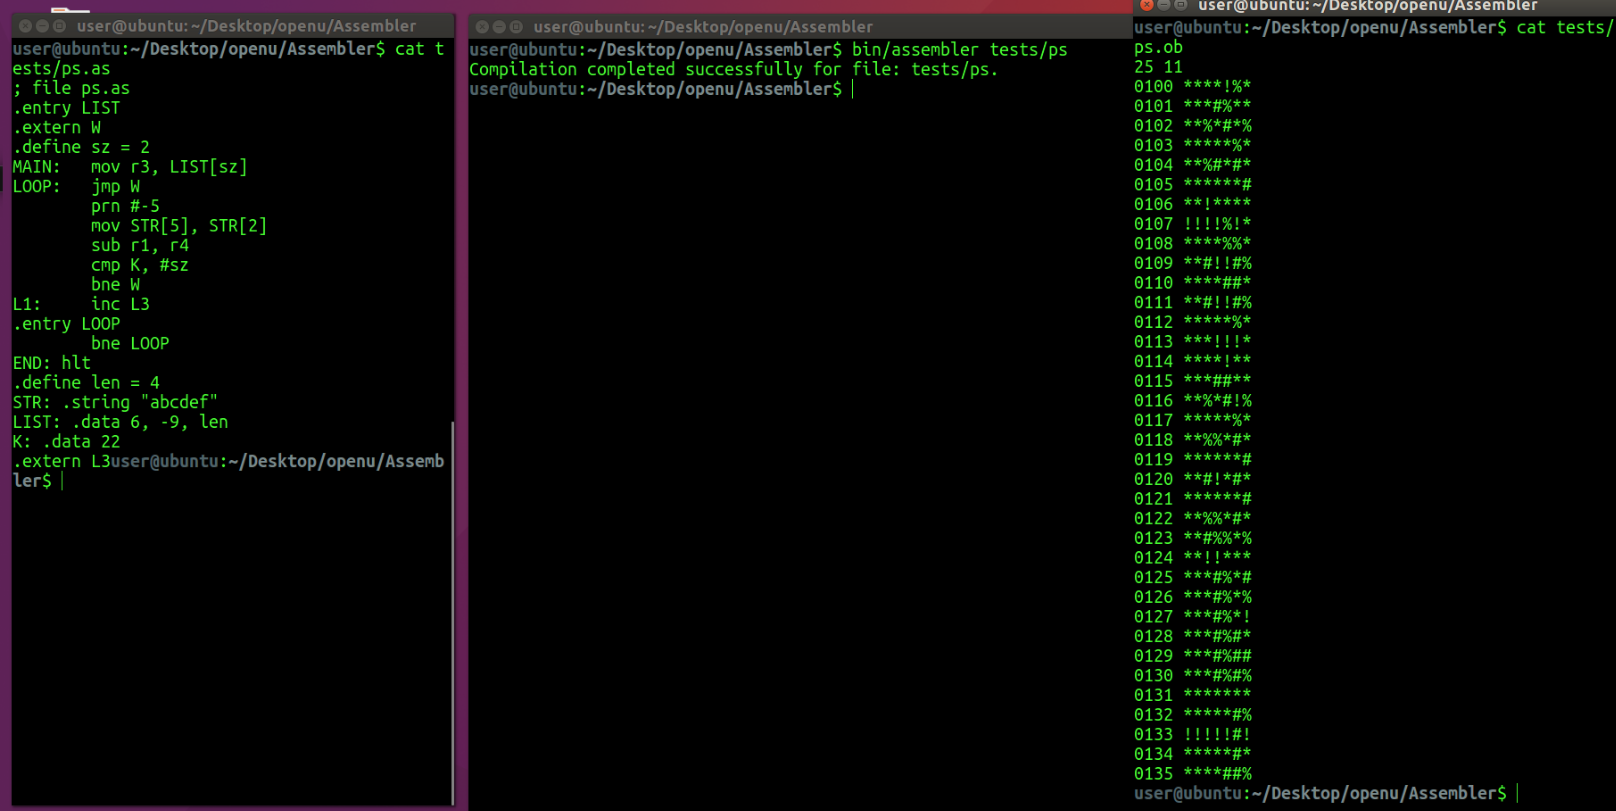 user@ubuntu: ~/Desktop/openu/Assembler
user@ubuntu:~/Desktop/openu/Assembler$ cat t
ests/ps.as
; file ps.as
.entry LIST
.extern W
.define sz = 2
MAIN:   mov r3, LIST[sz]
LOOP:   jmp W
        prn #-5
        mov STR[5], STR[2]
        sub r1, r4
        cmp K, #sz
        bne W
L1:     inc L3
.entry LOOP
        bne LOOP
END: hlt
.define len = 4
STR: .string "abcdef"
LIST: .data 6, -9, len
K: .data 22
.extern L3user@ubuntu:~/Desktop/openu/Assemb
ler$
user@ubuntu: ~/Desktop/openu/Assembler
user@ubuntu:~/Desktop/openu/Assembler$ bin/assembler tests/ps
Compilation completed successfully for file: tests/ps.
user@ubuntu:~/Desktop/openu/Assembler$
user@ubuntu: ~/Desktop/openu/Assembler
user@ubuntu:~/Desktop/openu/Assembler$ cat tests/
ps.ob
25 11
0100 ****!%*
0101 ***#%**
0102 **%*#*%
0103 *****%*
0104 **%#*#*
0105 ******#
0106 **!****
0107 !!!!%!*
0108 ****%%*
0109 **#!!#%
0110 ****##*
0111 **#!!#%
0112 *****%*
0113 ***!!!*
0114 ****!**
0115 ***##**
0116 **%*#!%
0117 *****%*
0118 **%%*#*
0119 ******#
0120 **#!*#*
0121 ******#
0122 **%%*#*
0123 **#%%*%
0124 **!!***
0125 ***#%*#
0126 ***#%*%
0127 ***#%*!
0128 ***#%#*
0129 ***#%##
0130 ***#%#%
0131 *******
0132 *****#%
0133 !!!!!#!
0134 *****#*
0135 ****##%
user@ubuntu:~/Desktop/openu/Assembler$